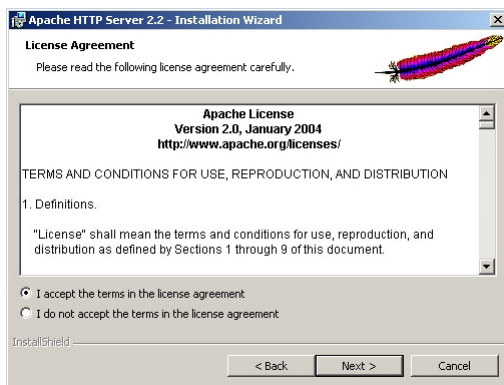 Apache HTTP Server 2.2 - Installation Wizard
License Agreement
Please read the following license agreement carefully.
Apache License
Version 2.0, January 2004
http://www.apache.org/licenses/
TERMS AND CONDITIONS FOR USE, REPRODUCTION, AND DISTRIBUTION
1. Definitions.
"License" shall mean the terms and conditions for use, reproduction, and
distribution as defined by Sections 1 through 9 of this document.
I accept the terms in the license agreement
I do not accept the terms in the license agreement
InstallShield
< Back
Next >
Cancel